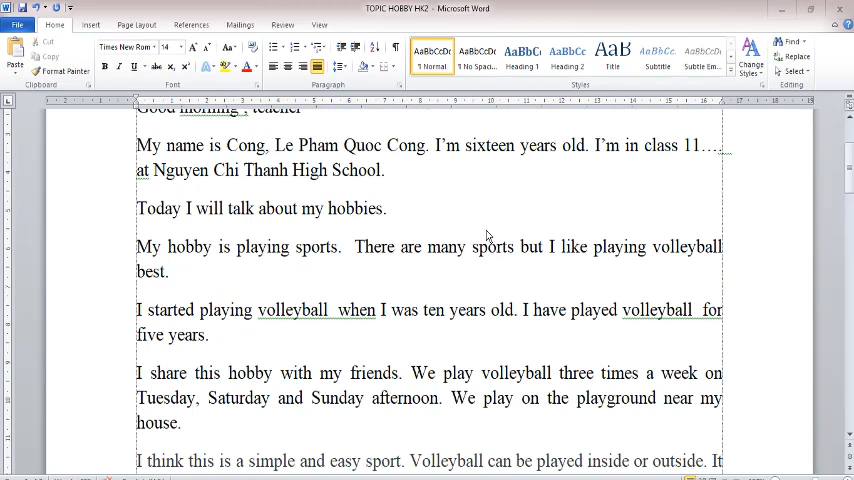 TOPIC HOBBY HK2 - Microsoft Word
File Home Insert Page Layout References Mailings Review View
Cut
Copy
Paste
Format Painter
Clipboard
Times New Rom 14
Font
Paragraph
AaBbCcDc AaBbCcDc AaBbC AaBbCc AaB AaBbCc. AaBbCcDc
¶ Normal ¶ No Spaci... Heading 1 Heading 2 Title Subtitle Subtle Em...
Change Styles
Styles
Find
Replace
Select
Editing
Good morning , teacher
My name is Cong, Le Pham Quoc Cong. I'm sixteen years old. I'm in class 11….
at Nguyen Chi Thanh High School.
Today I will talk about my hobbies.
My hobby is playing sports. There are many sports but I like playing volleyball
best.
I started playing volleyball when I was ten years old. I have played volleyball for
five years.
I share this hobby with my friends. We play volleyball three times a week on
Tuesday, Saturday and Sunday afternoon. We play on the playground near my
house.
I think this is a simple and easy sport. Volleyball can be played inside or outside. It